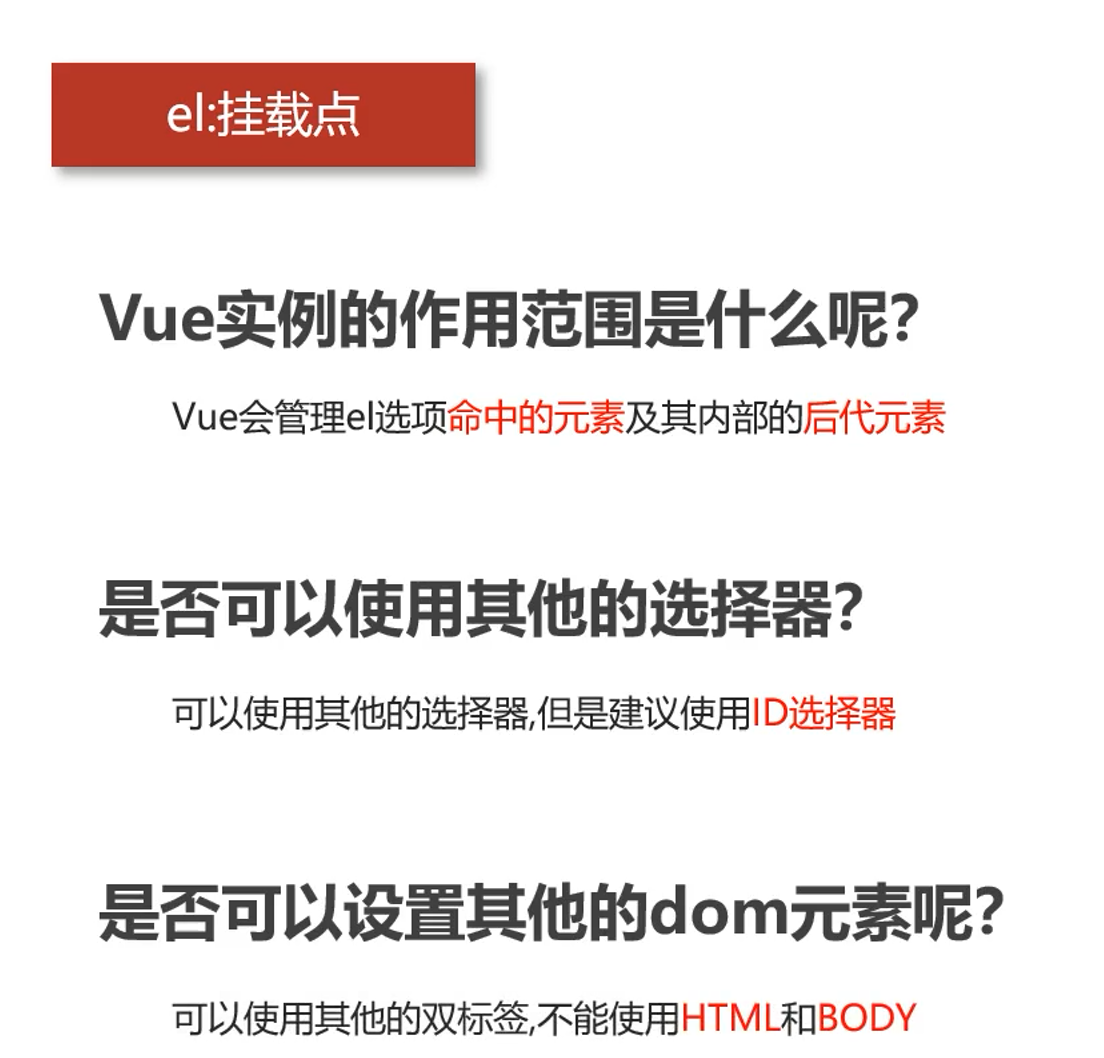 el:挂载点
Vue实例的作用范围是什么呢?
Vue会管理el选项命中的元素及其内部的后代元素
是否可以使用其他的选择器?
可以使用其他的选择器,但是建议使用ID选择器
是否可以设置其他的dom元素呢?
可以使用其他的双标签,不能使用HTML和BODY